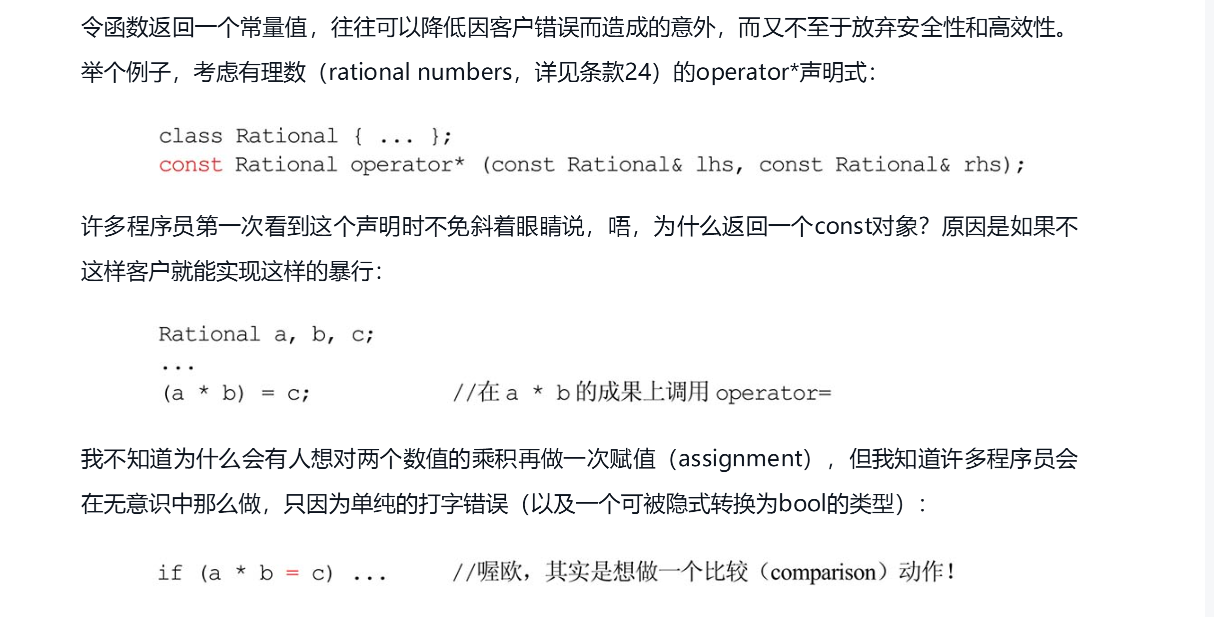 令函数返回一个常量值，往往可以降低因客户错误而造成的意外，而又不至于放弃安全性和高效性。
举个例子，考虑有理数（rational numbers，详见条款24）的operator*声明式：
class Rational { ... };
const Rational operator* (const Rational& lhs, const Rational& rhs);
许多程序员第一次看到这个声明时不免斜着眼睛说，唔，为什么返回一个const对象？原因是如果不
这样客户就能实现这样的暴行：
Rational a, b, c;
...
(a * b) = c; //在 a * b 的成果上调用 operator=
我不知道为什么会有人想对两个数值的乘积再做一次赋值（assignment），但我知道许多程序员会
在无意识中那么做，只因为单纯的打字错误（以及一个可被隐式转换为bool的类型）：
if (a * b = c) ... //喔欧，其实是想做一个比较（comparison）动作！